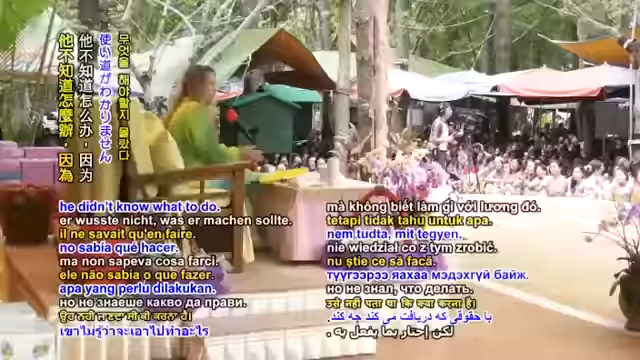 他不知道怎麼辦，因為
他不知道怎么办，因为
使い道がわかりません
무엇을 해야할지 몰랐다
he didn't know what to do.
er wusste nicht, was er machen sollte.
il ne savait qu'en faire.
no sabía qué hacer.
ma non sapeva cosa farci.
ele não sabia o que fazer.
apa yang perlu dilakukan.
но не знаеше какво да прави.
ਉਹ ਨਹੀਂ ਜਾਣਦਾ ਸੀ ਕੀ ਕਰਨਾ ਹੈ।
เขาไม่รู้ว่าจะเอาไปทำอะไร
mà không biết làm gì với lương đó.
tetapi tidak tahu untuk apa.
nem tudta, mit tegyen.
nie wiedział co z tym zrobić.
nu ştie ce să facă.
түүгээрээ яахаа мэдэхгүй байж.
но не знал, что делать.
उसे नहीं पता था कि क्या करना है।
با حقوقی که دریافت می کند چه کند.
لكن إحتار بما يفعل به .